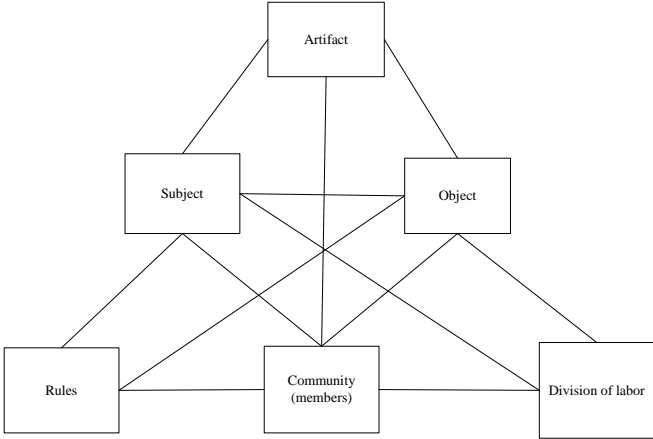 Artifact
Subject
Object
Rules
Community
(members)
Division of labor